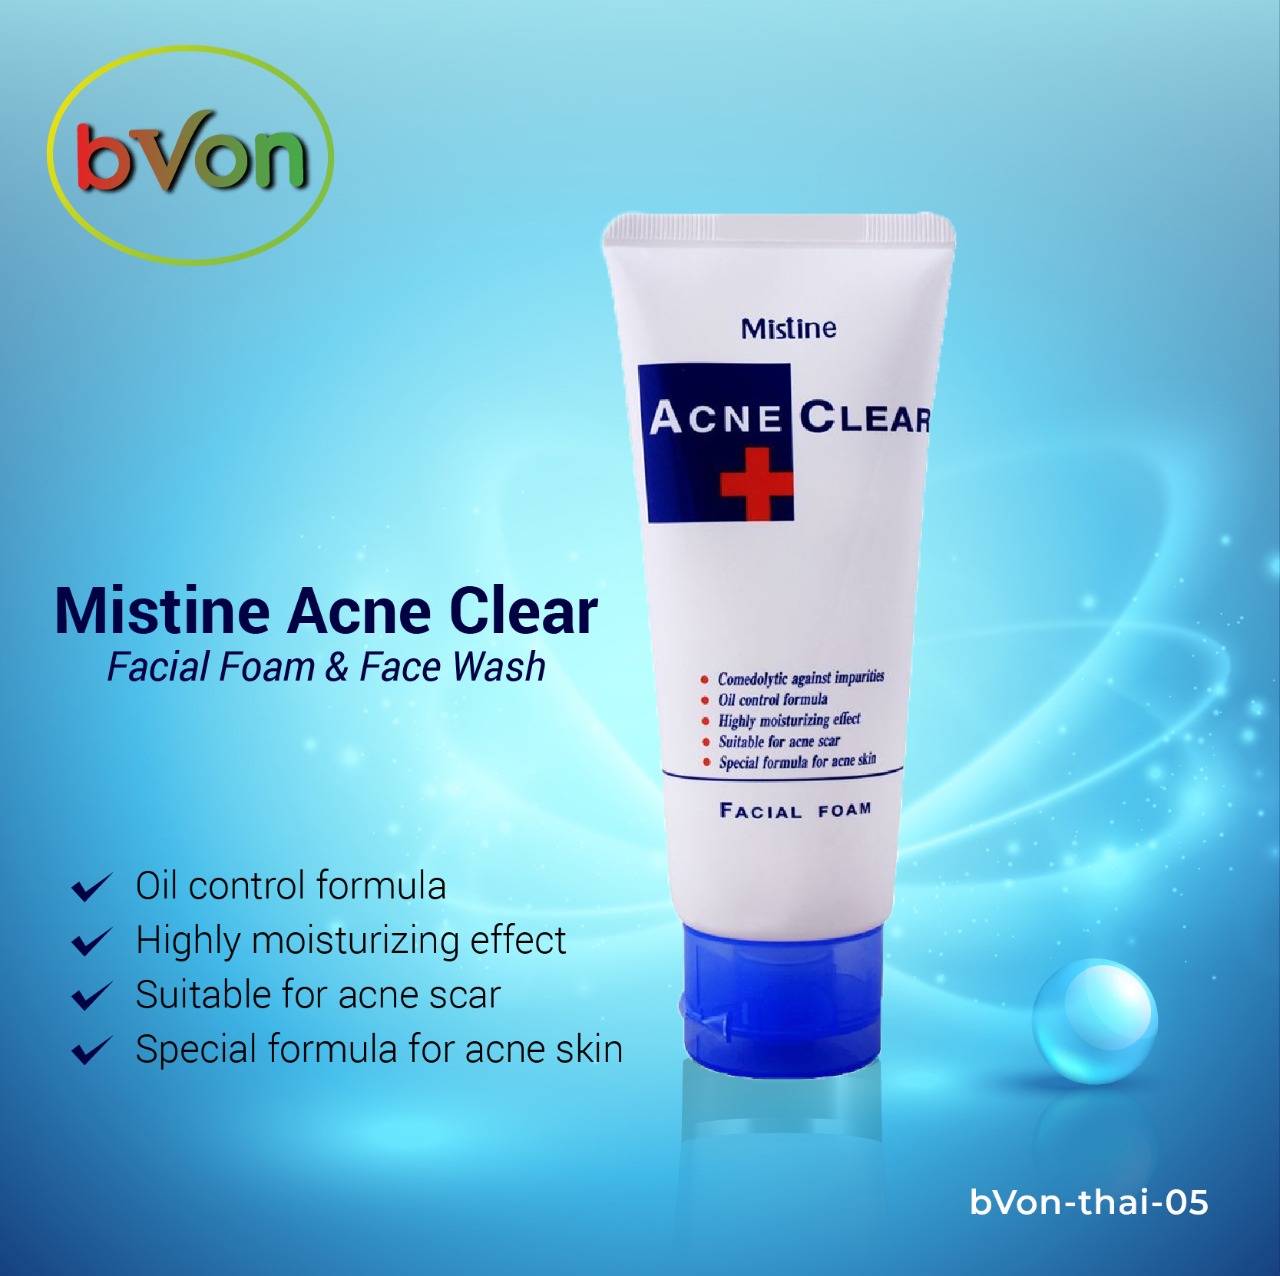 bVon
Mistine
ACNE CLEAR
Comedolytic against impurities
Oil control formula
Highly moisturizing effect
Suitable for acne scar
Special formula for acne skin
FACIAL FOAM
Mistine Acne Clear
Facial Foam & Face Wash
Oil control formula
Highly moisturizing effect
Suitable for acne scar
Special formula for acne skin
bVon-thai-05